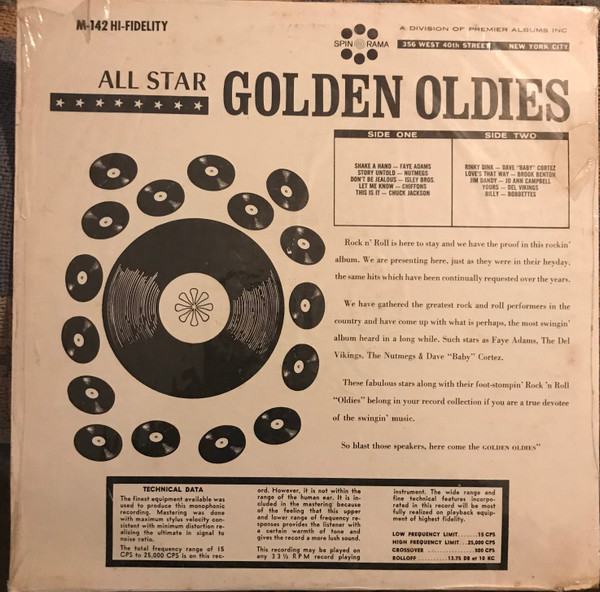 M-142 HI-FIDELITY
SPIN O RAMA
A DIVISION OF PREMIER ALBUMS INC
356 WEST 40th STREET NEW YORK CITY
ALL STAR GOLDEN OLDIES
SIDE ONE
SHAKE A HAND — FAYE ADAMS
STORY UNTOLD — NUTMEGS
DON'T BE JEALOUS — ISLEY BROS.
LET ME KNOW — CHIFFONS
THIS IS IT — CHUCK JACKSON
SIDE TWO
RINKY DINK — DAVE "BABY" CORTEZ
LOVE'S THAT WAY — BROOK BENTON
JIM DANDY — JO ANN CAMPBELL
YOURS — DEL VIKINGS
BILLY — BOBBETTES
Rock n' Roll is here to stay and we have the proof in this rockin'
album. We are presenting here, just as they were in their heyday,
the same hits which have been continually requested over the years.
We have gathered the greatest rock and roll performers in the
country and have come up with what is perhaps, the most swingin'
album heard in a long while. Such stars as Faye Adams, The Del
Vikings, The Nutmegs & Dave "Baby" Cortez.
These fabulous stars along with their foot-stompin' Rock 'n Roll
"Oldies" belong in your record collection if you are a true devotee
of the swingin' music.
So blast those speakers, here come the GOLDEN OLDIES"
TECHNICAL DATA
The finest equipment available was
used to produce this monophonic
recording. Mastering was done
with maximum stylus velocity con-
sistent with minimum distortion re-
alizing the ultimate in signal to
noise ratio.
The total frequency range of 15
CPS to 25,000 CPS is on this rec-
ord. However, it is not within the
range of the human ear. It is in-
cluded in the mastering because
of the feeling that this upper
and lower range of frequency re-
sponses provides the listener with
a certain warmth of tone and
gives the record a more lush sound.
This recording may be played on
any 33⅓ RPM record playing
instrument. The wide range and
fine technical features incorpo-
rated in this record will be most
fully realized on playback equip-
ment of highest fidelity.
LOW FREQUENCY LIMIT.....15 CPS
HIGH FREQUENCY LIMIT...25,000 CPS
CROSSOVER ..............500 CPS
ROLLOFF ........13.75 DB at 10 KC